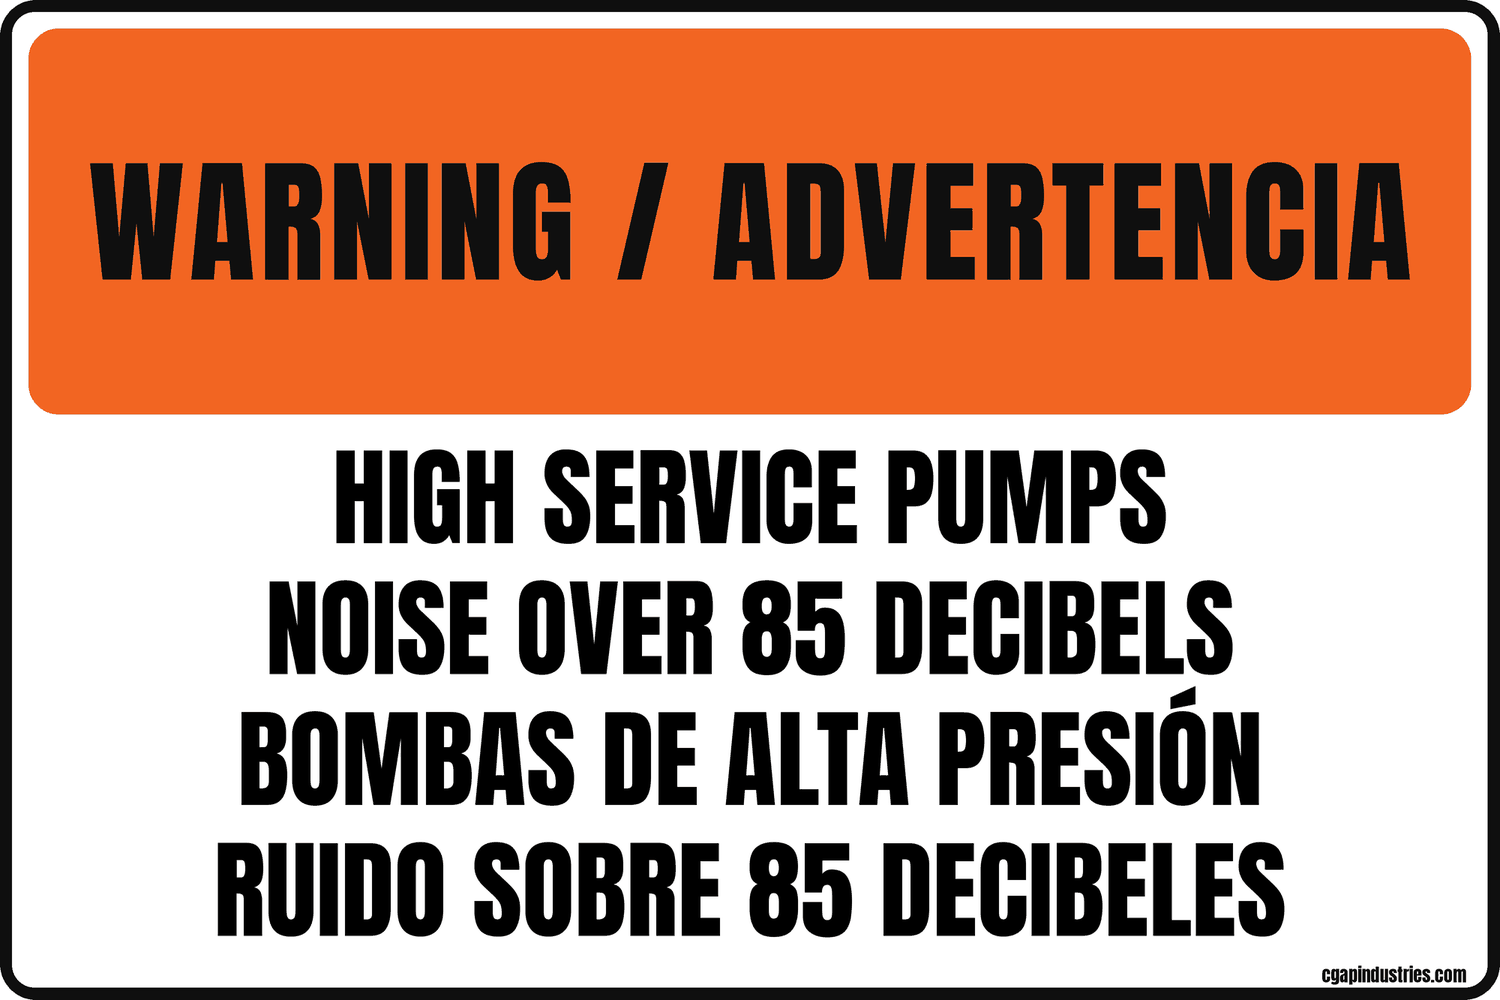 WARNING / ADVERTENCIA
HIGH SERVICE PUMPS
NOISE OVER 85 DECIBELS
BOMBAS DE ALTA PRESIÓN
RUIDO SOBRE 85 DECIBELES
cgapindustries.com